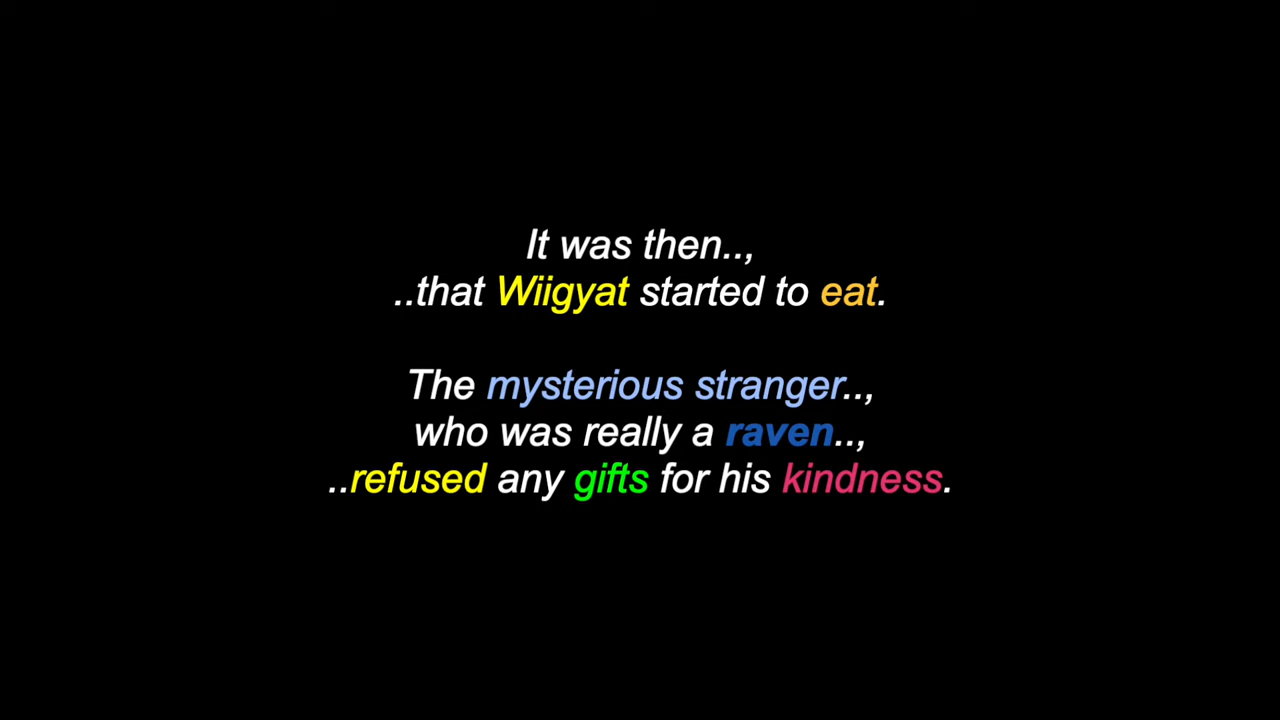 It was then..,
..that Wiigyat started to eat.
The mysterious stranger..,
who was really a raven..,
..refused any gifts for his kindness.